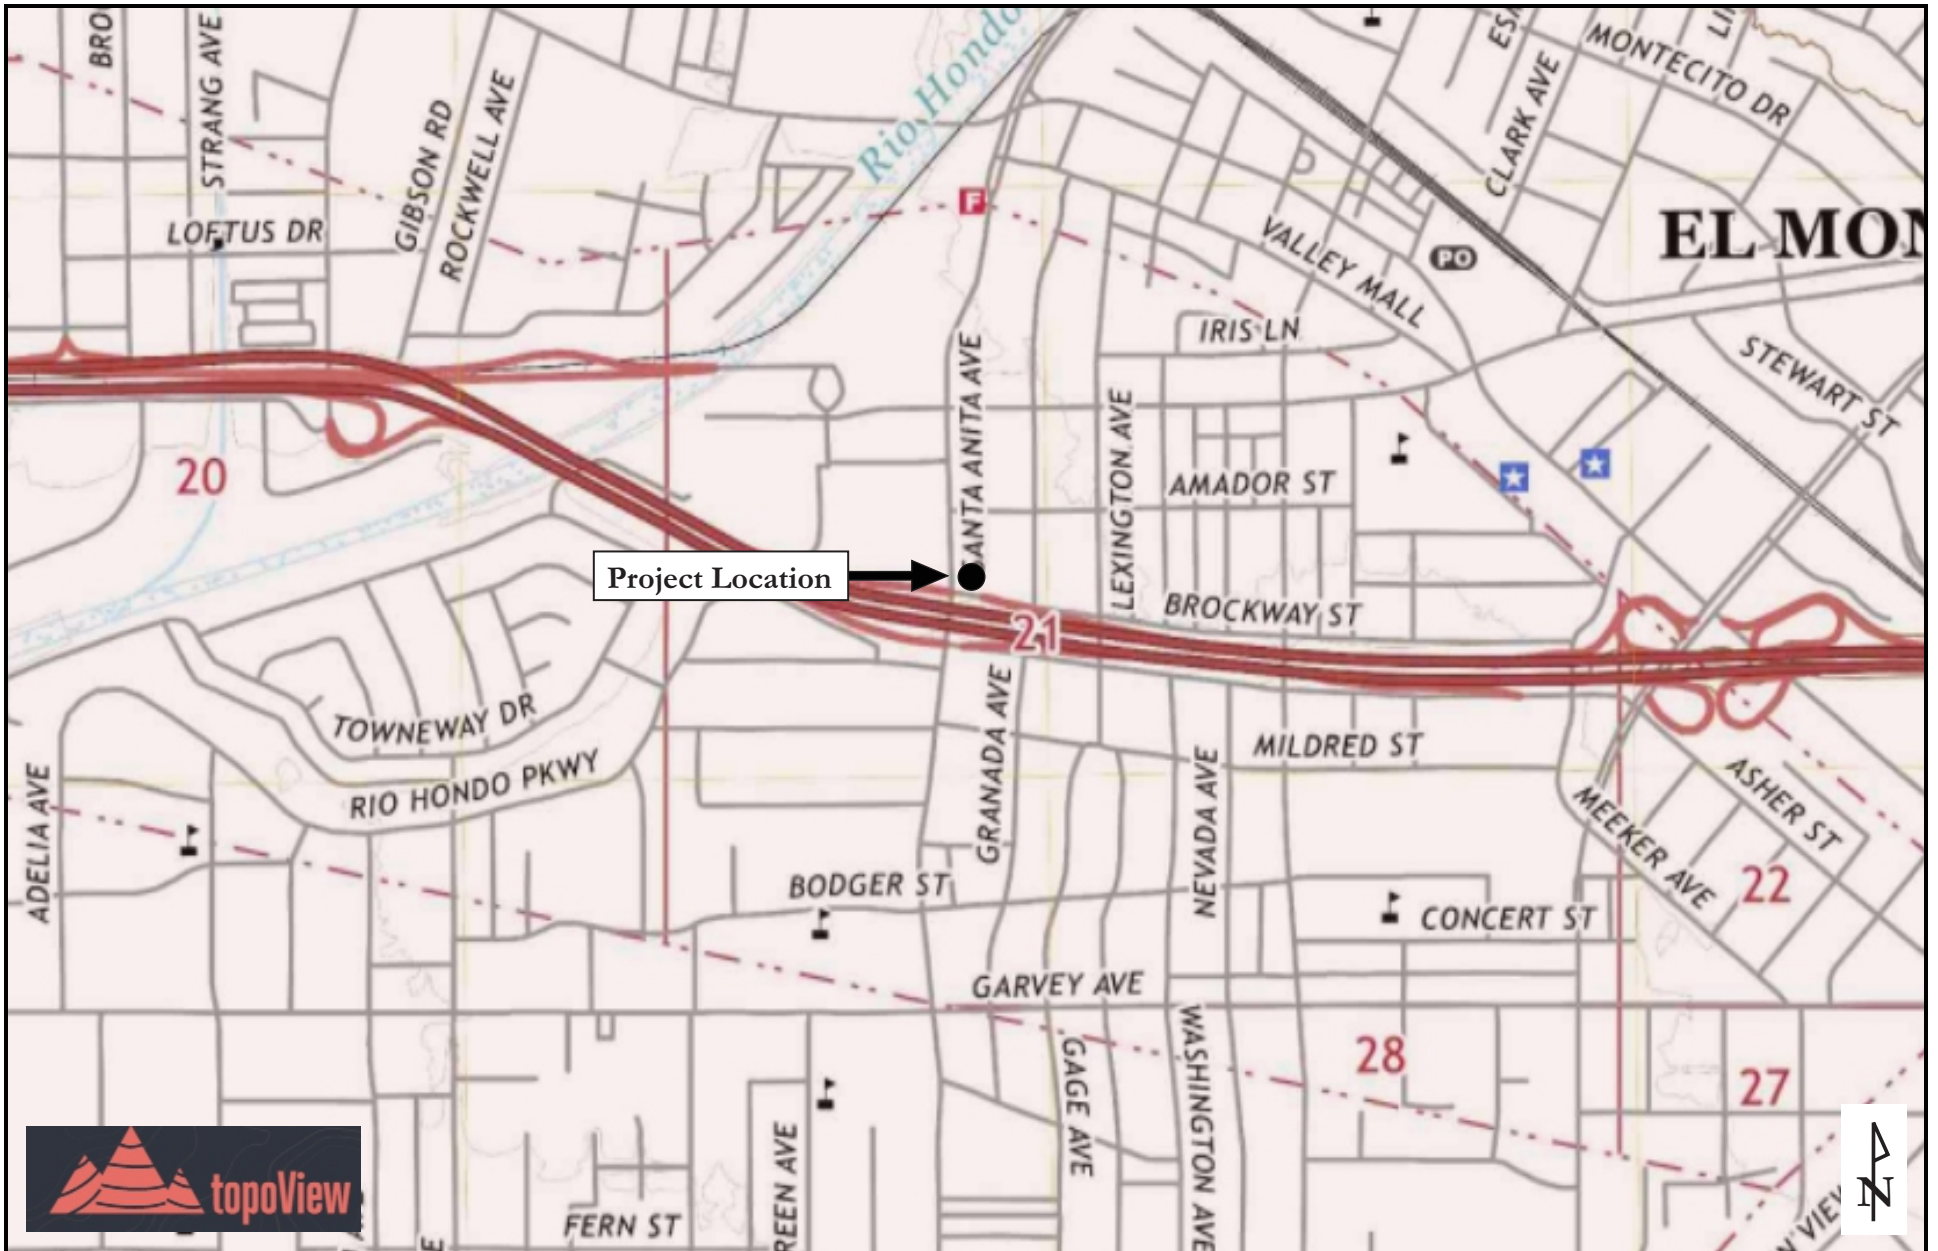 Rio Hondo
MONTECITO DR
STRANG AVE
GIBSON RD
ROCKWELL AVE
CLARK AVE
F
LOFTUS DR
VALLEY MALL
PO
EL MON
IRIS LN
STEWART ST
SANTA ANITA AVE
LEXINGTON AVE
20
AMADOR ST
Project Location
BROCKWAY ST
21
TOWNEWAY DR
GRANADA AVE
MILDRED ST
RIO HONDO PKWY
NEVADA AVE
ASHER ST
ADELIA AVE
MEEKER AVE
BODGER ST
22
CONCERT ST
GARVEY AVE
28
GAGE AVE
WASHINGTON AVE
27
REEN AVE
topoView
FERN ST
N